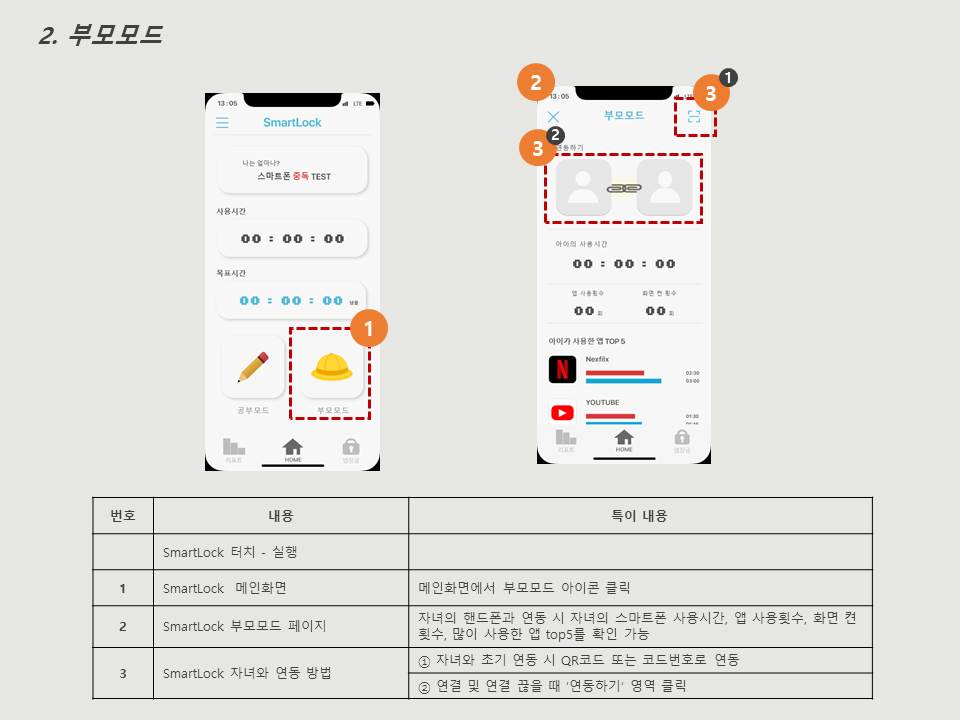 2. 부모모드
13:05
LTE
SmartLock
나는 얼마나?
스마트폰 중독 TEST
사용시간
00 : 00 : 00
목표시간
00 : 00 : 00
1
공부모드
부모모드
리포트
HOME
앱잠금
2
13:05
3
1
부모모드
3
2
연동하기
아이의 사용시간
00 : 00 : 00
앱 사용횟수
화면 켠 횟수
00 회
00 회
아이가 사용한 앱 TOP 5
N
Nexfilx
02:30
03:00
YOUTUBE
01:30
리포트
HOME
앱잠금
번호 내용 특이 내용
SmartLock 터치 - 실행
1 SmartLock 메인화면 메인화면에서 부모모드 아이콘 클릭
2 SmartLock 부모모드 페이지 자녀의 핸드폰과 연동 시 자녀의 스마트폰 사용시간, 앱 사용횟수, 화면 켠
횟수, 많이 사용한 앱 top5를 확인 가능
3 SmartLock 자녀와 연동 방법 ① 자녀와 초기 연동 시 QR코드 또는 코드번호로 연동
② 연결 및 연결 끊을 때 '연동하기' 영역 클릭